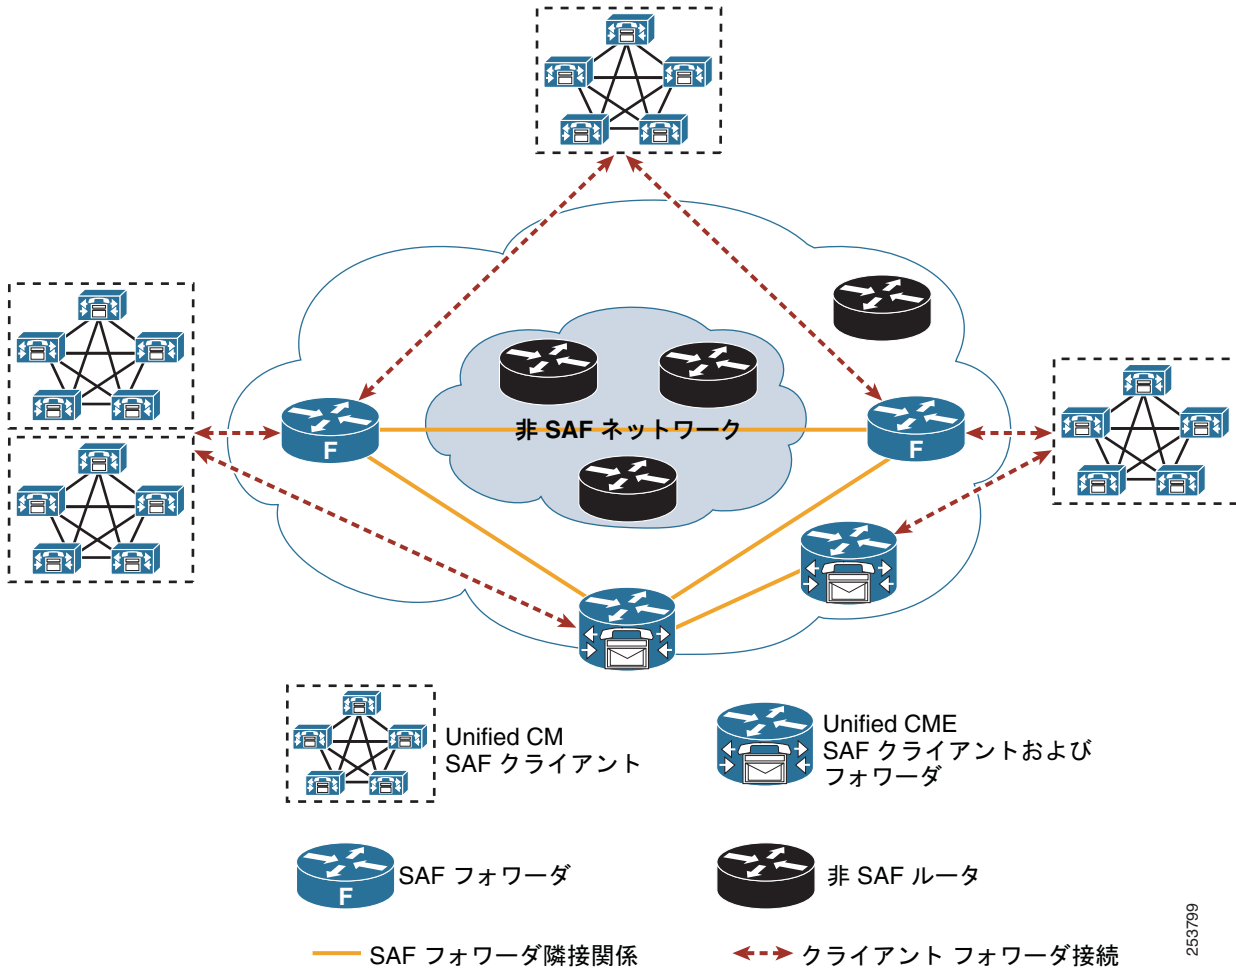 非 SAF ネットワーク
F
F
Unified CM
SAF クライアント
Unified CME
SAF クライアントおよび
フォワーダ
F
SAF フォワーダ
非 SAF ルータ
SAF フォワーダ隣接関係
クライアント フォワーダ接続
253799